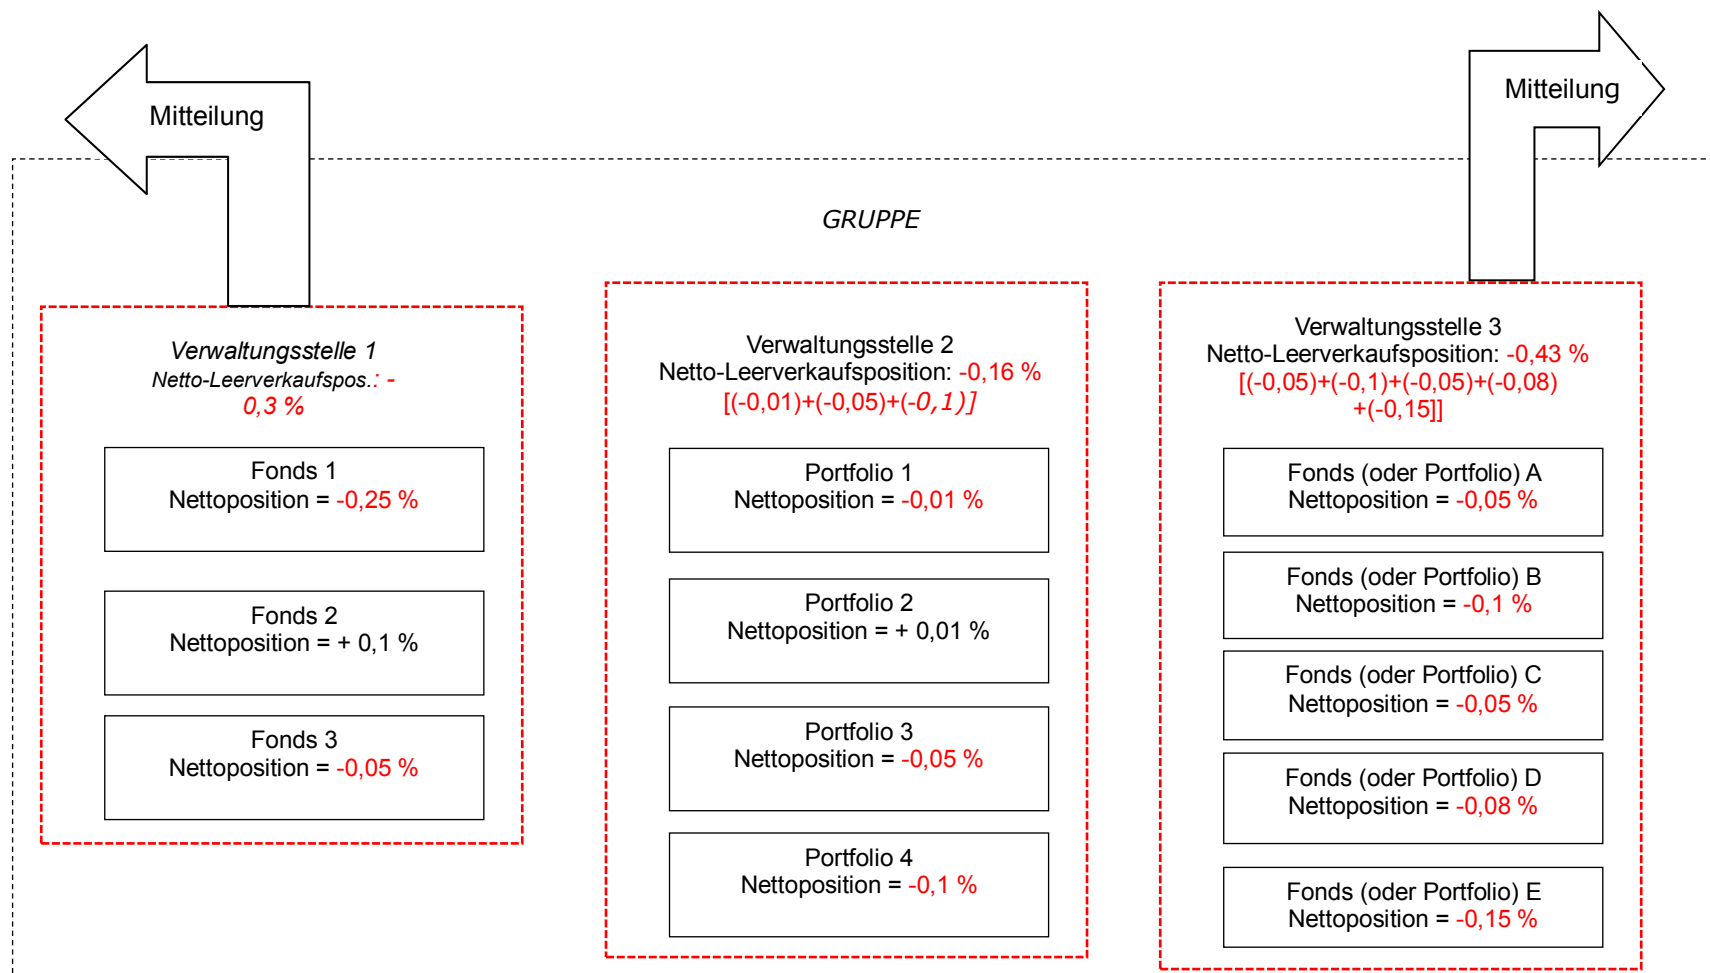 Mitteilung
Mitteilung
GRUPPE
Verwaltungsstelle 1
Netto-Leerverkaufspos.: -
0,3 %
Fonds 1
Nettoposition = -0,25 %
Fonds 2
Nettoposition = + 0,1 %
Fonds 3
Nettoposition = -0,05 %
Verwaltungsstelle 2
Netto-Leerverkaufsposition: -0,16 %
[(-0,01)+(-0,05)+(-0,1)]
Portfolio 1
Nettoposition = -0,01 %
Portfolio 2
Nettoposition = + 0,01 %
Portfolio 3
Nettoposition = -0,05 %
Portfolio 4
Nettoposition = -0,1 %
Verwaltungsstelle 3
Netto-Leerverkaufsposition: -0,43 %
[(-0,05)+(-0,1)+(-0,05)+(-0,08)
+(-0,15]]
Fonds (oder Portfolio) A
Nettoposition = -0,05 %
Fonds (oder Portfolio) B
Nettoposition = -0,1 %
Fonds (oder Portfolio) C
Nettoposition = -0,05 %
Fonds (oder Portfolio) D
Nettoposition = -0,08 %
Fonds (oder Portfolio) E
Nettoposition = -0,15 %